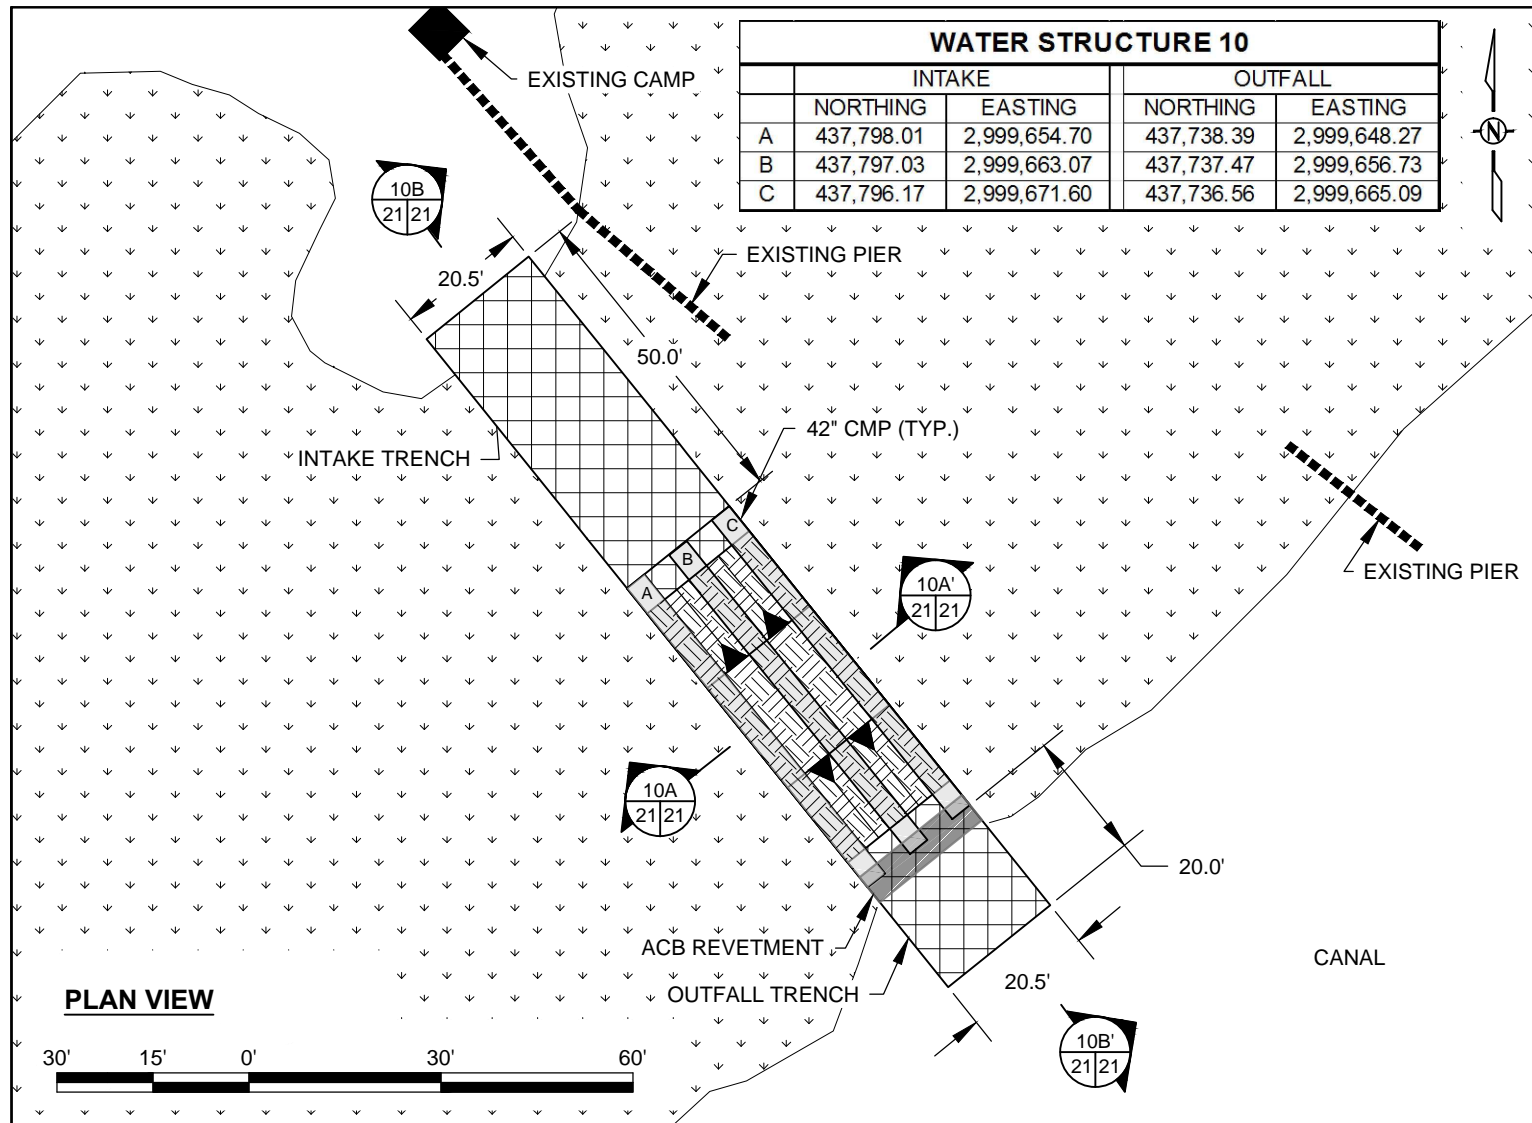 WATER STRUCTURE 10
INTAKE OUTFALL
NORTHING EASTING NORTHING EASTING
A 437,798.01 2,999,654.70 437,738.39 2,999,648.27
B 437,797.03 2,999,663.07 437,737.47 2,999,656.73
C 437,796.17 2,999,671.60 437,736.56 2,999,665.09
N
EXISTING CAMP
10B
21 21
EXISTING PIER
20.5'
50.0'
42" CMP (TYP.)
INTAKE TRENCH
C
B
A
EXISTING PIER
10A'
21 21
10A
21 21
20.0'
ACB REVETMENT
CANAL
OUTFALL TRENCH
20.5'
10B'
21 21
PLAN VIEW
30' 15' 0' 30' 60'